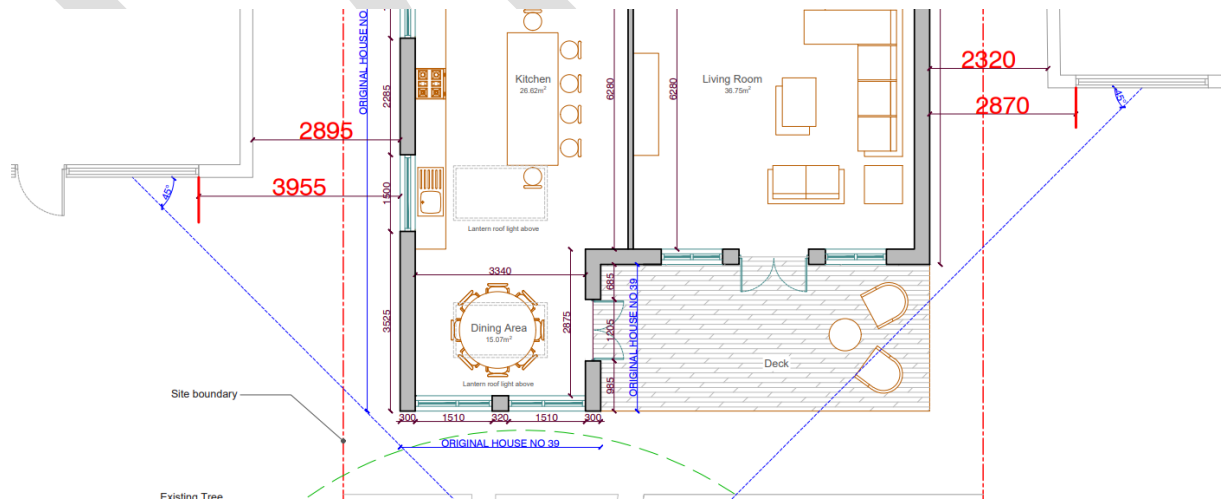 ORIGINAL HOUSE NO
2285
1500
3525
2895
3955
45°
Kitchen
26.62m²
Lantern roof light above
6280
6280
Living Room
36.75m²
2320
2870
45°
3340
685
1205
985
2875
ORIGINAL HOUSE NO 39
Dining Area
15.07m²
Lantern roof light above
Deck
Site boundary
300
1510
320
1510
300
ORIGINAL HOUSE NO 39
Existing Tree